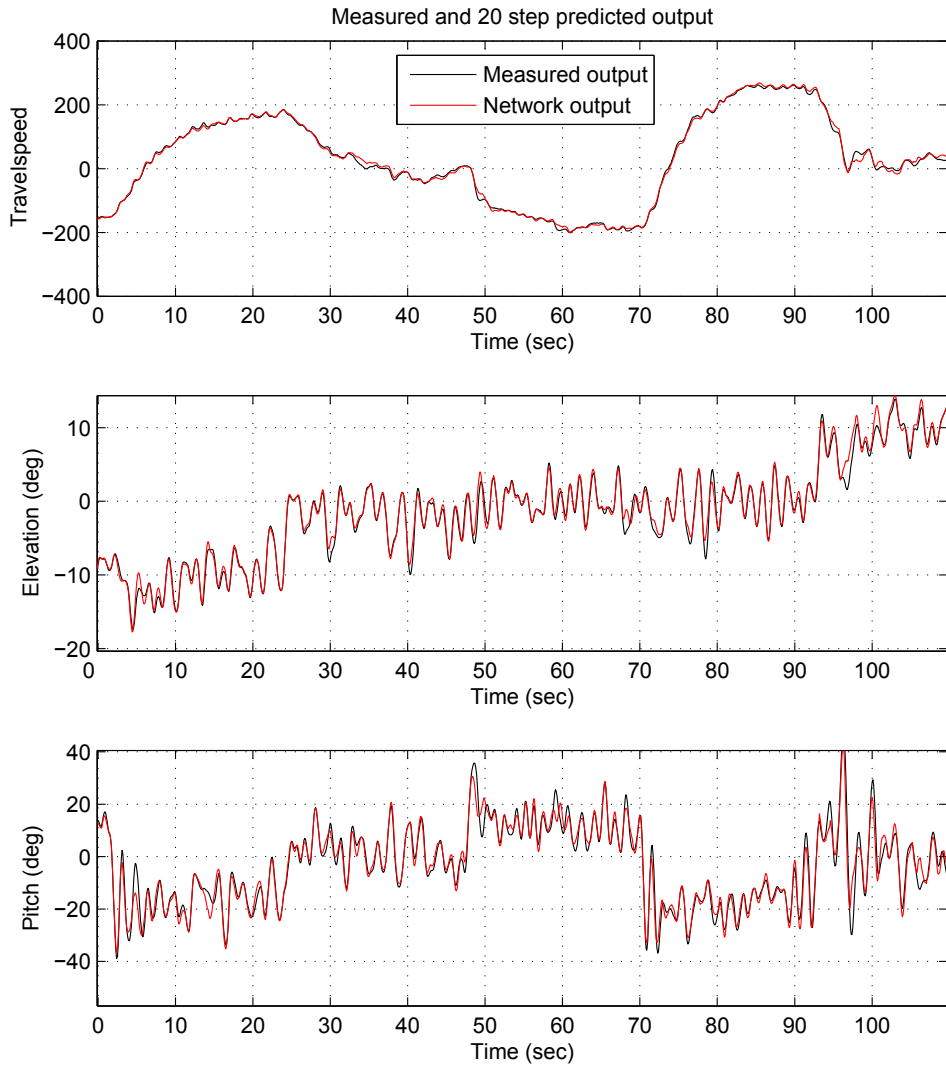 Measured and 20 step predicted output
400
200
0
−200
−400
Travelspeed
Measured output
Network output
0 10 20 30 40 50 60 70 80 90 100
Time (sec)
10
0
−10
−20
Elevation (deg)
0 10 20 30 40 50 60 70 80 90 100
Time (sec)
40
20
0
−20
−40
Pitch (deg)
0 10 20 30 40 50 60 70 80 90 100
Time (sec)